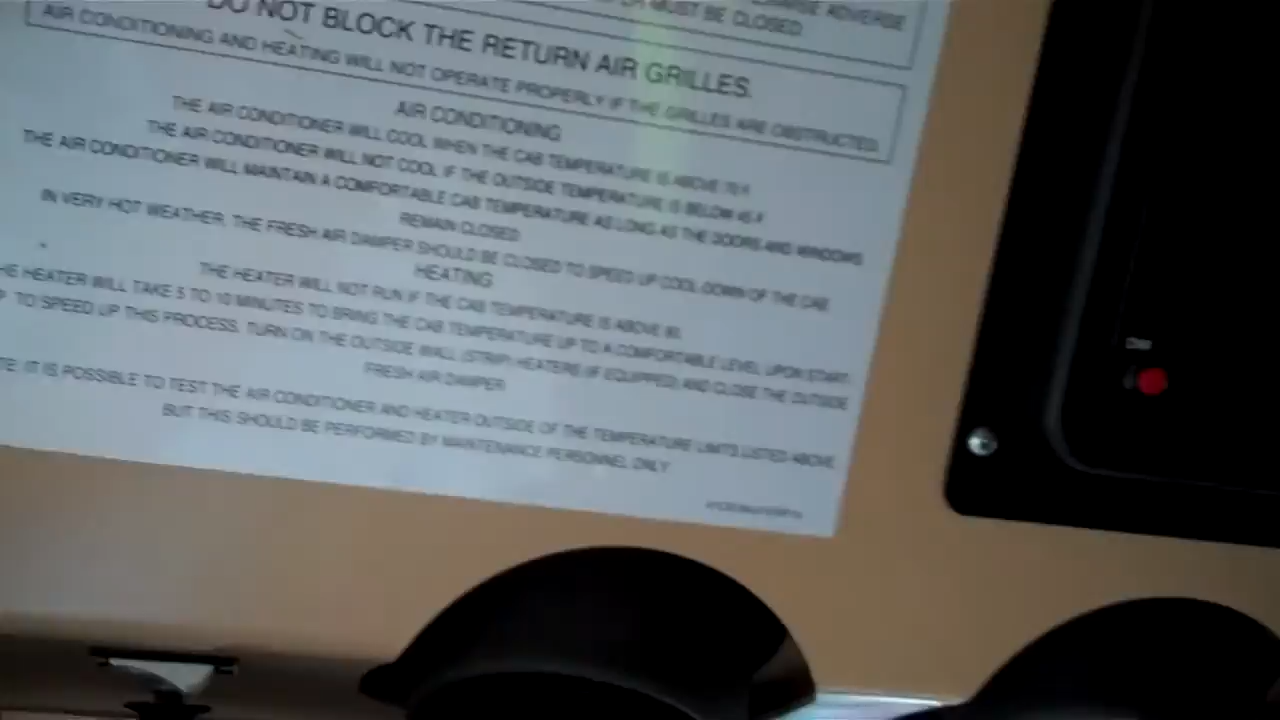 MUST BE CLOSED.
ADVERSE
DO NOT BLOCK THE RETURN AIR GRILLES.
AIR CONDITIONING AND HEATING WILL NOT OPERATE PROPERLY IF THE GRILLES ARE OBSTRUCTED.
AIR CONDITIONING
THE AIR CONDITIONER WILL COOL WHEN THE CAB TEMPERATURE IS ABOVE 70 F
THE AIR CONDITIONER WILL NOT COOL IF THE OUTSIDE TEMPERATURE IS BELOW 45 F
THE AIR CONDITIONER WILL MAINTAIN A COMFORTABLE CAB TEMPERATURE AS LONG AS THE DOORS AND WINDOWS
REMAIN CLOSED.
IN VERY HOT WEATHER, THE FRESH AIR DAMPER SHOULD BE CLOSED TO SPEED UP COOL DOWN OF THE CAB.
HEATING
THE HEATER WILL NOT RUN IF THE CAB TEMPERATURE IS ABOVE 80.
HEATER WILL TAKE 5 TO 10 MINUTES TO BRING THE CAB TEMPERATURE UP TO A COMFORTABLE LEVEL UPON START
TO SPEED UP THIS PROCESS, TURN ON THE OUTSIDE WALL (STRIP) HEATERS (IF EQUIPPED) AND CLOSE THE OUTSIDE
FRESH AIR DAMPER
IT IS POSSIBLE TO TEST THE AIR CONDITIONER AND HEATER OUTSIDE OF THE TEMPERATURE LIMITS LISTED ABOVE
BUT THIS SHOULD BE PERFORMED BY MAINTENANCE PERSONNEL ONLY